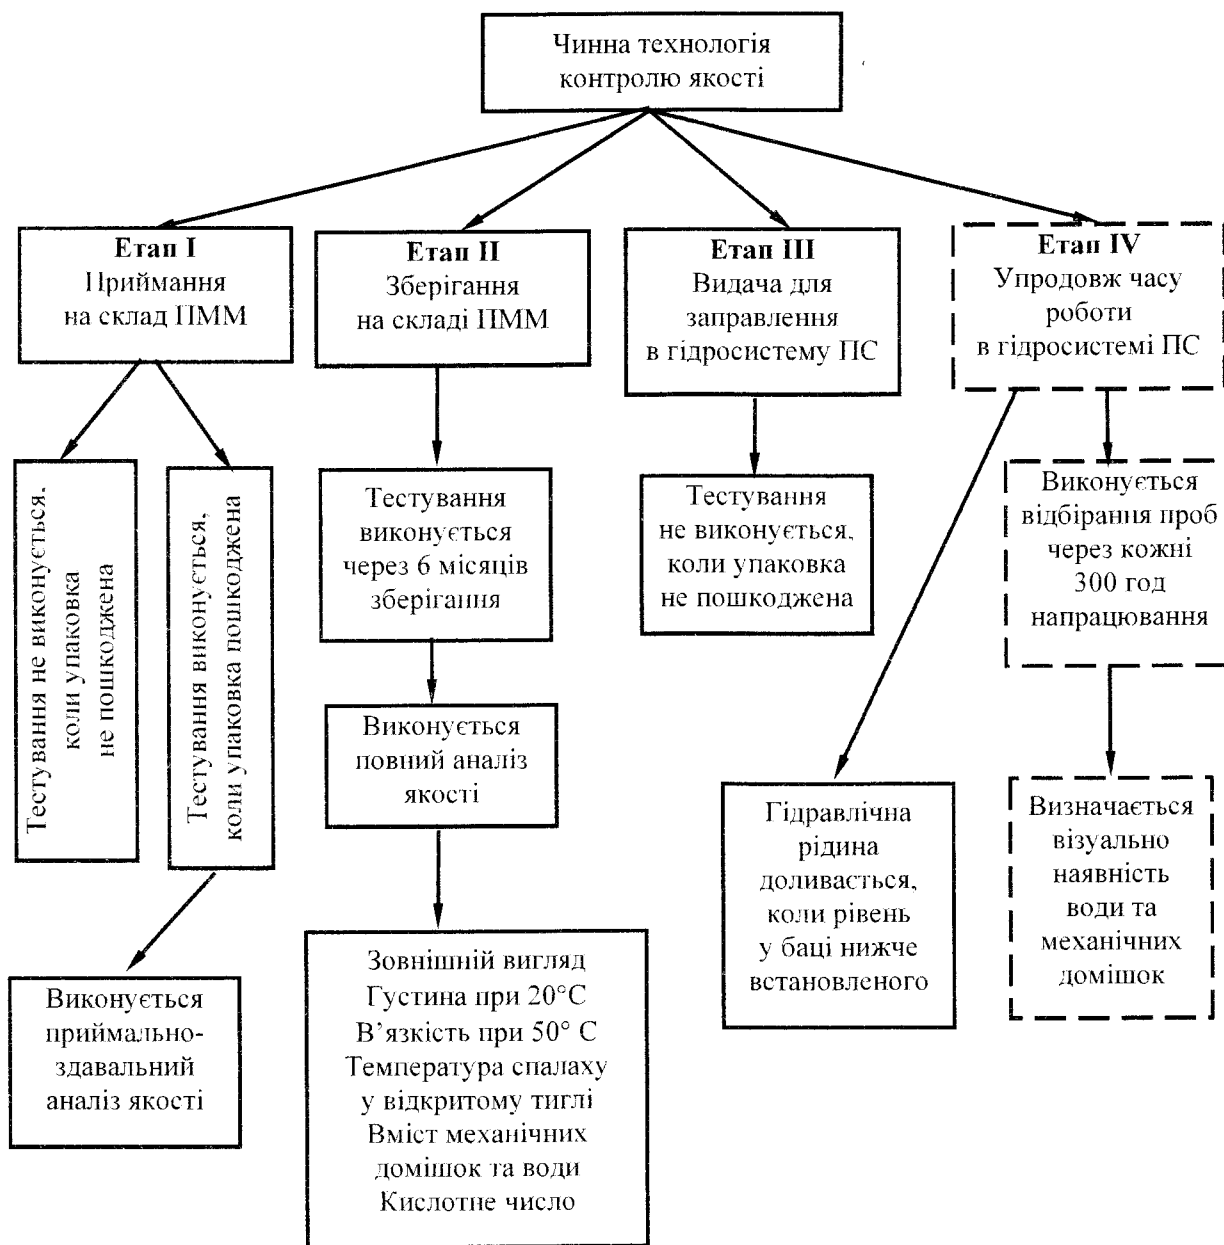 Чинна технологія
контролю якості
Етап I
Приймання
на склад ПММ
Етап II
Зберігання
на складі ПММ
Етап III
Видача для
заправлення
в гідросистему ПС
Етап IV
Упродовж часу
роботи
в гідросистемі ПС
Тестування не виконується.
коли упаковка
не пошкоджена
Тестування виконується,
коли упаковка пошкоджена
Тестування
виконується
через 6 місяців
зберігання
Тестування
не виконується,
коли упаковка
не пошкоджена
Виконується
відбирання проб
через кожні
300 год
напрацювання
Виконується
повний аналіз
якості
Гідравлічна
рідина
доливається,
коли рівень
у баці нижче
встановленого
Визначається
візуально
наявність
води та
механічних
домішок
Виконується
приймально-
здавальний
аналіз якості
Зовнішній вигляд
Густина при 20°С
В’язкість при 50° С
Температура спалаху
у відкритому тиглі
Вміст механічних
домішок та води
Кислотне число